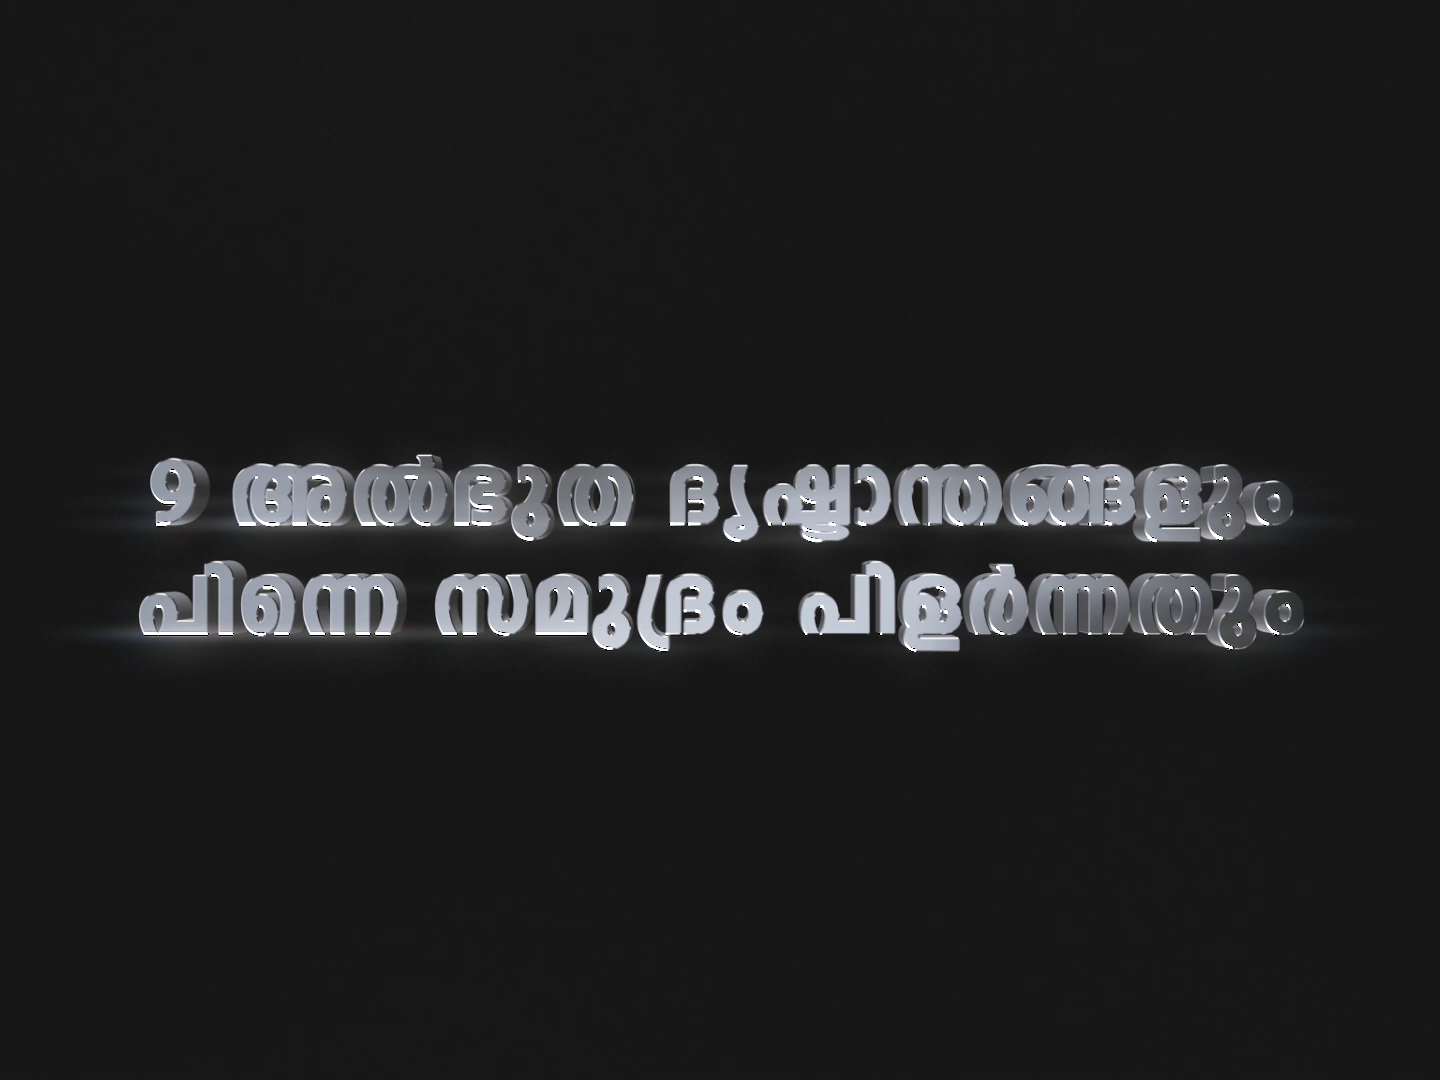 9 അൽഭുത ദൃഷ്ടാന്തങ്ങളും
പിന്നെ സമുദ്രം പിളർന്നതും